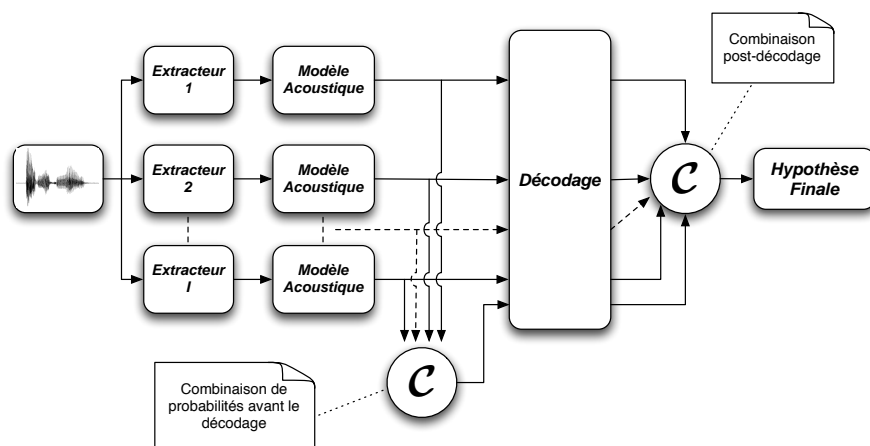 Extracteur
1
Modèle
Acoustique
Combinaison
post-décodage
Extracteur
2
Modèle
Acoustique
Décodage
C
Hypothèse
Finale
Extracteur
I
Modèle
Acoustique
C
Combinaison de
probabilités avant le
décodage